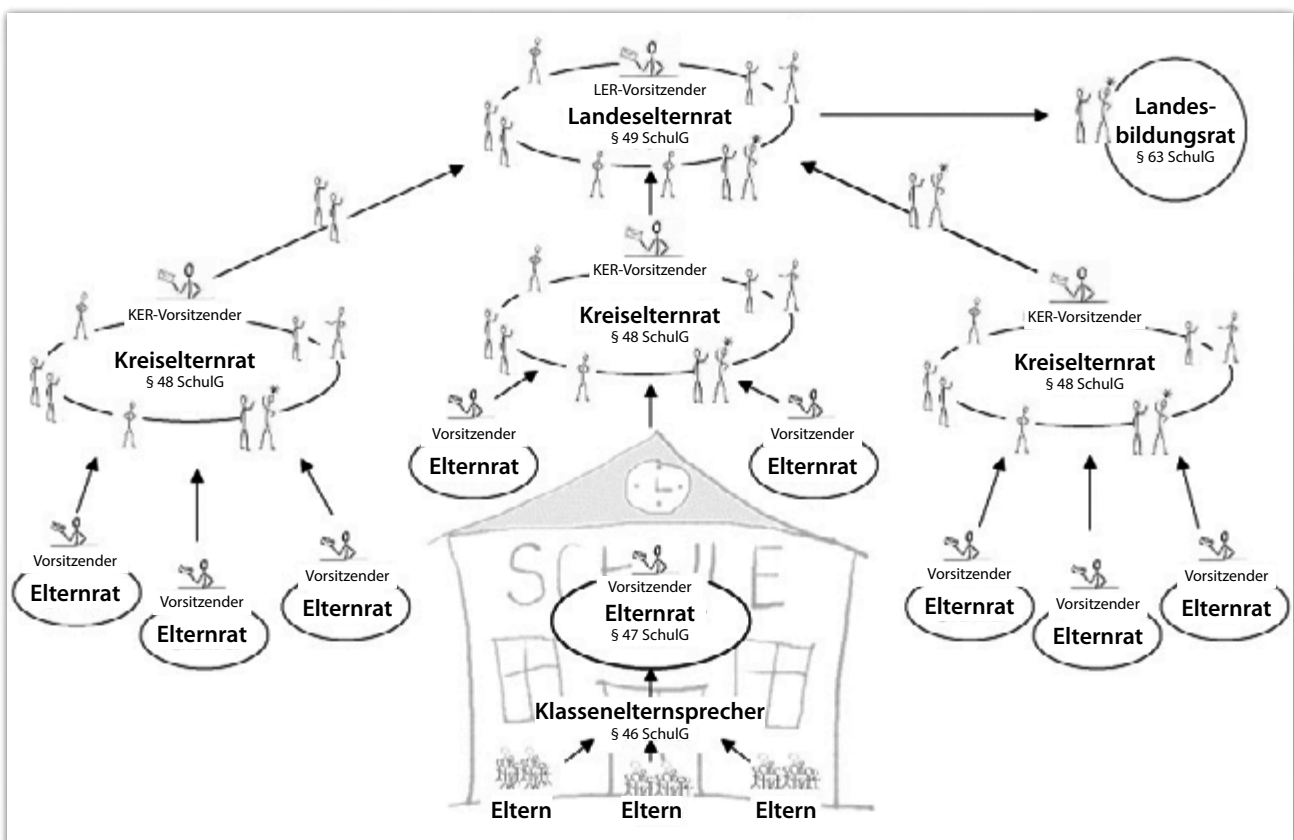 LER-Vorsitzender
Landeselternrat
§ 49 SchulG
Landes-
bildungsrat
§ 63 SchulG
KER-Vorsitzender
Kreiselternrat
§ 48 SchulG
KER-Vorsitzender
Kreiselternrat
§ 48 SchulG
KER-Vorsitzender
Kreiselternrat
§ 48 SchulG
Vorsitzender
Elternrat
Vorsitzender
Elternrat
Vorsitzender
Elternrat
Vorsitzender
Elternrat
Vorsitzender
Elternrat
SCHULE
Vorsitzender
Elternrat
§ 47 SchulG
Vorsitzender
Elternrat
Vorsitzender
Elternrat
Vorsitzender
Elternrat
Klassenelternsprecher
§ 46 SchulG
Eltern
Eltern
Eltern